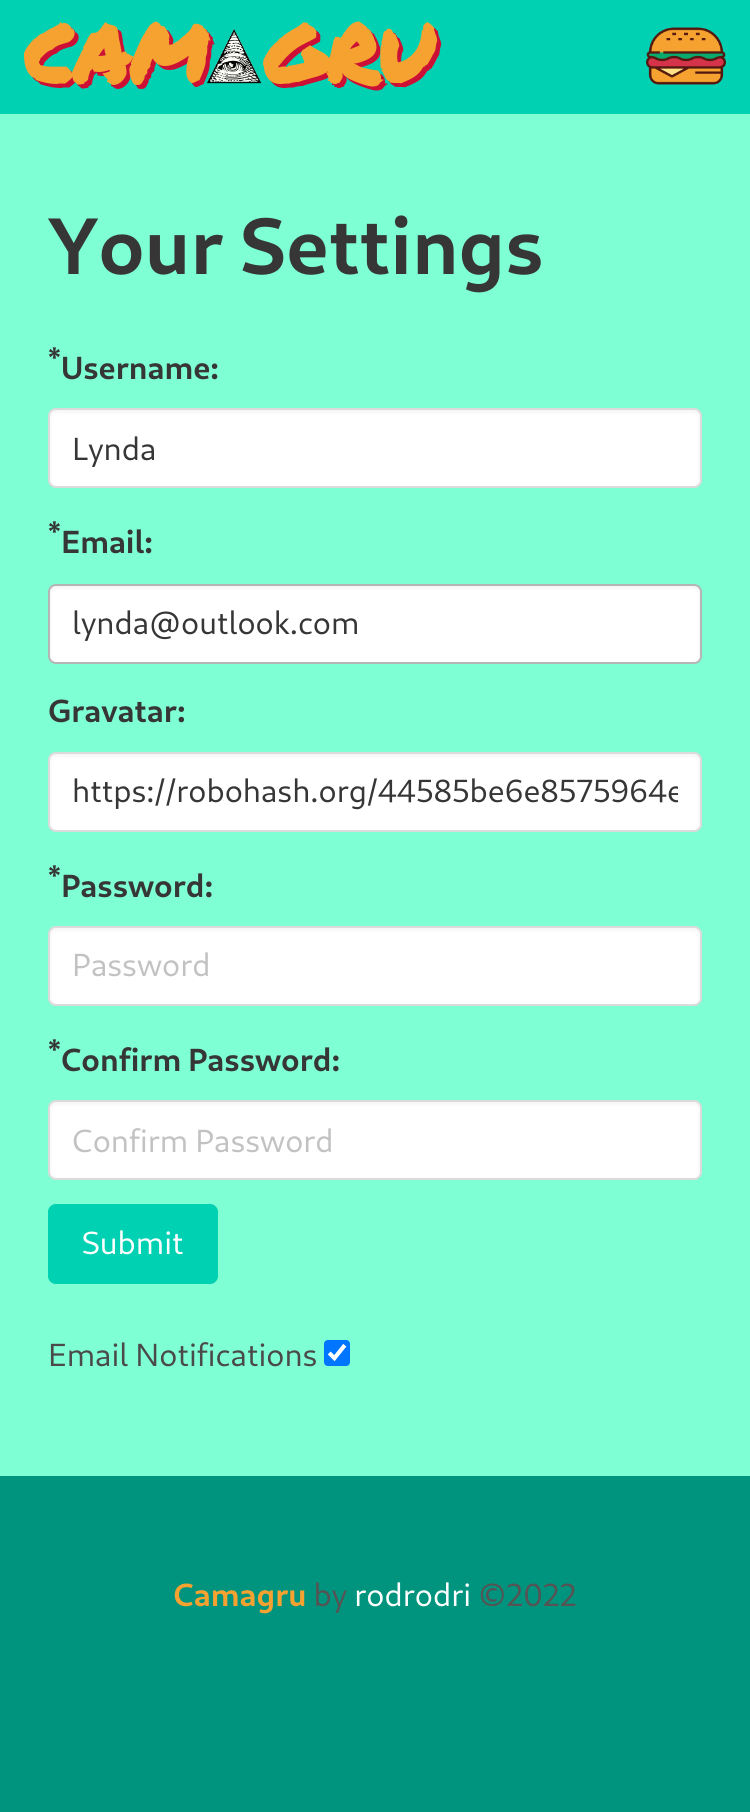 CAMAGRU
Your Settings
*Username:
Lynda
*Email:
lynda@outlook.com
Gravatar:
https://robohash.org/44585be6e8575964e
*Password:
Password
*Confirm Password:
Confirm Password
Submit
Email Notifications
Camagru by rodrodri ©2022